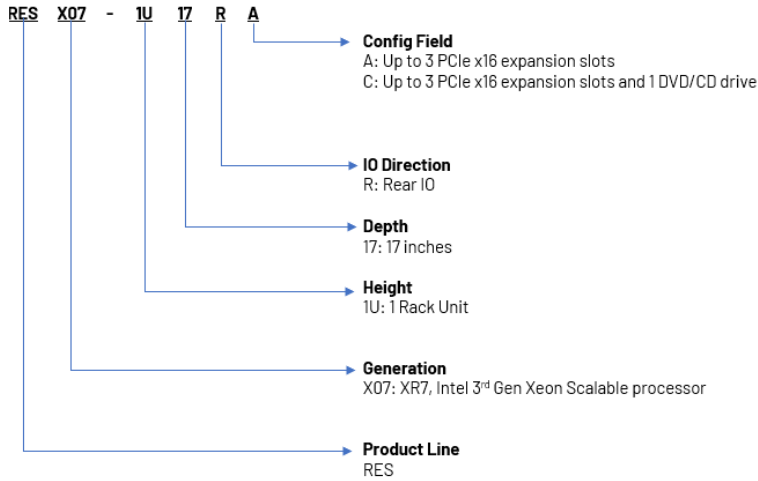 RES X07 - 1U 17 R A
Config Field
A: Up to 3 PCIe x16 expansion slots
C: Up to 3 PCIe x16 expansion slots and 1 DVD/CD drive
IO Direction
R: Rear IO
Depth
17: 17 inches
Height
1U: 1 Rack Unit
Generation
X07: XR7, Intel 3rd Gen Xeon Scalable processor
Product Line
RES